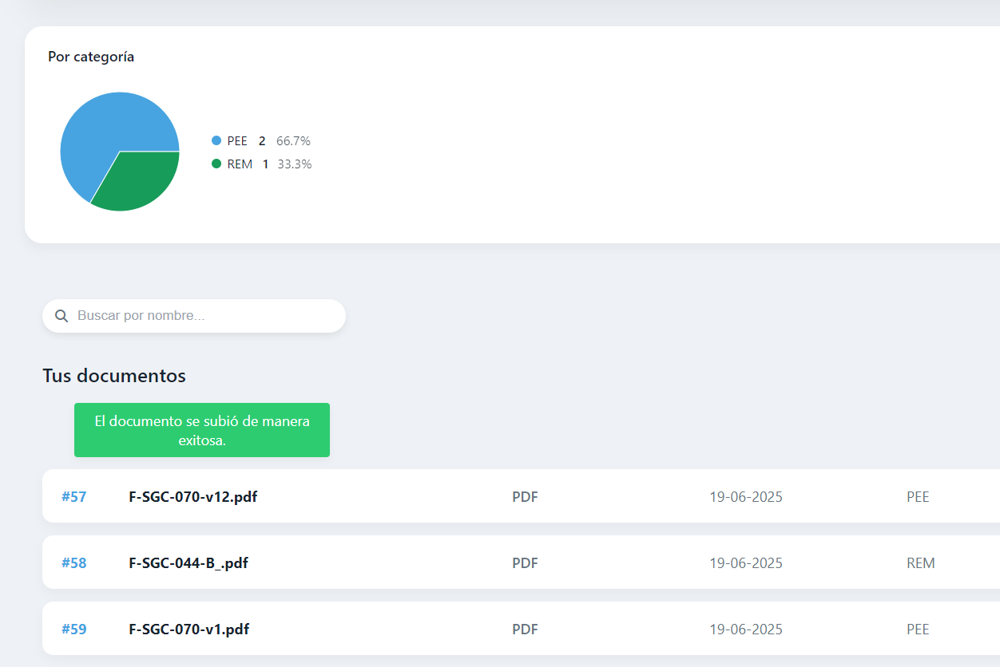 Por categoría
PEE 2 66.7%
REM 1 33.3%
Buscar por nombre...
Tus documentos
El documento se subió de manera
exitosa.
#57 F-SGC-070-v12.pdf PDF 19-06-2025 PEE
#58 F-SGC-044-B_.pdf PDF 19-06-2025 REM
#59 F-SGC-070-v1.pdf PDF 19-06-2025 PEE